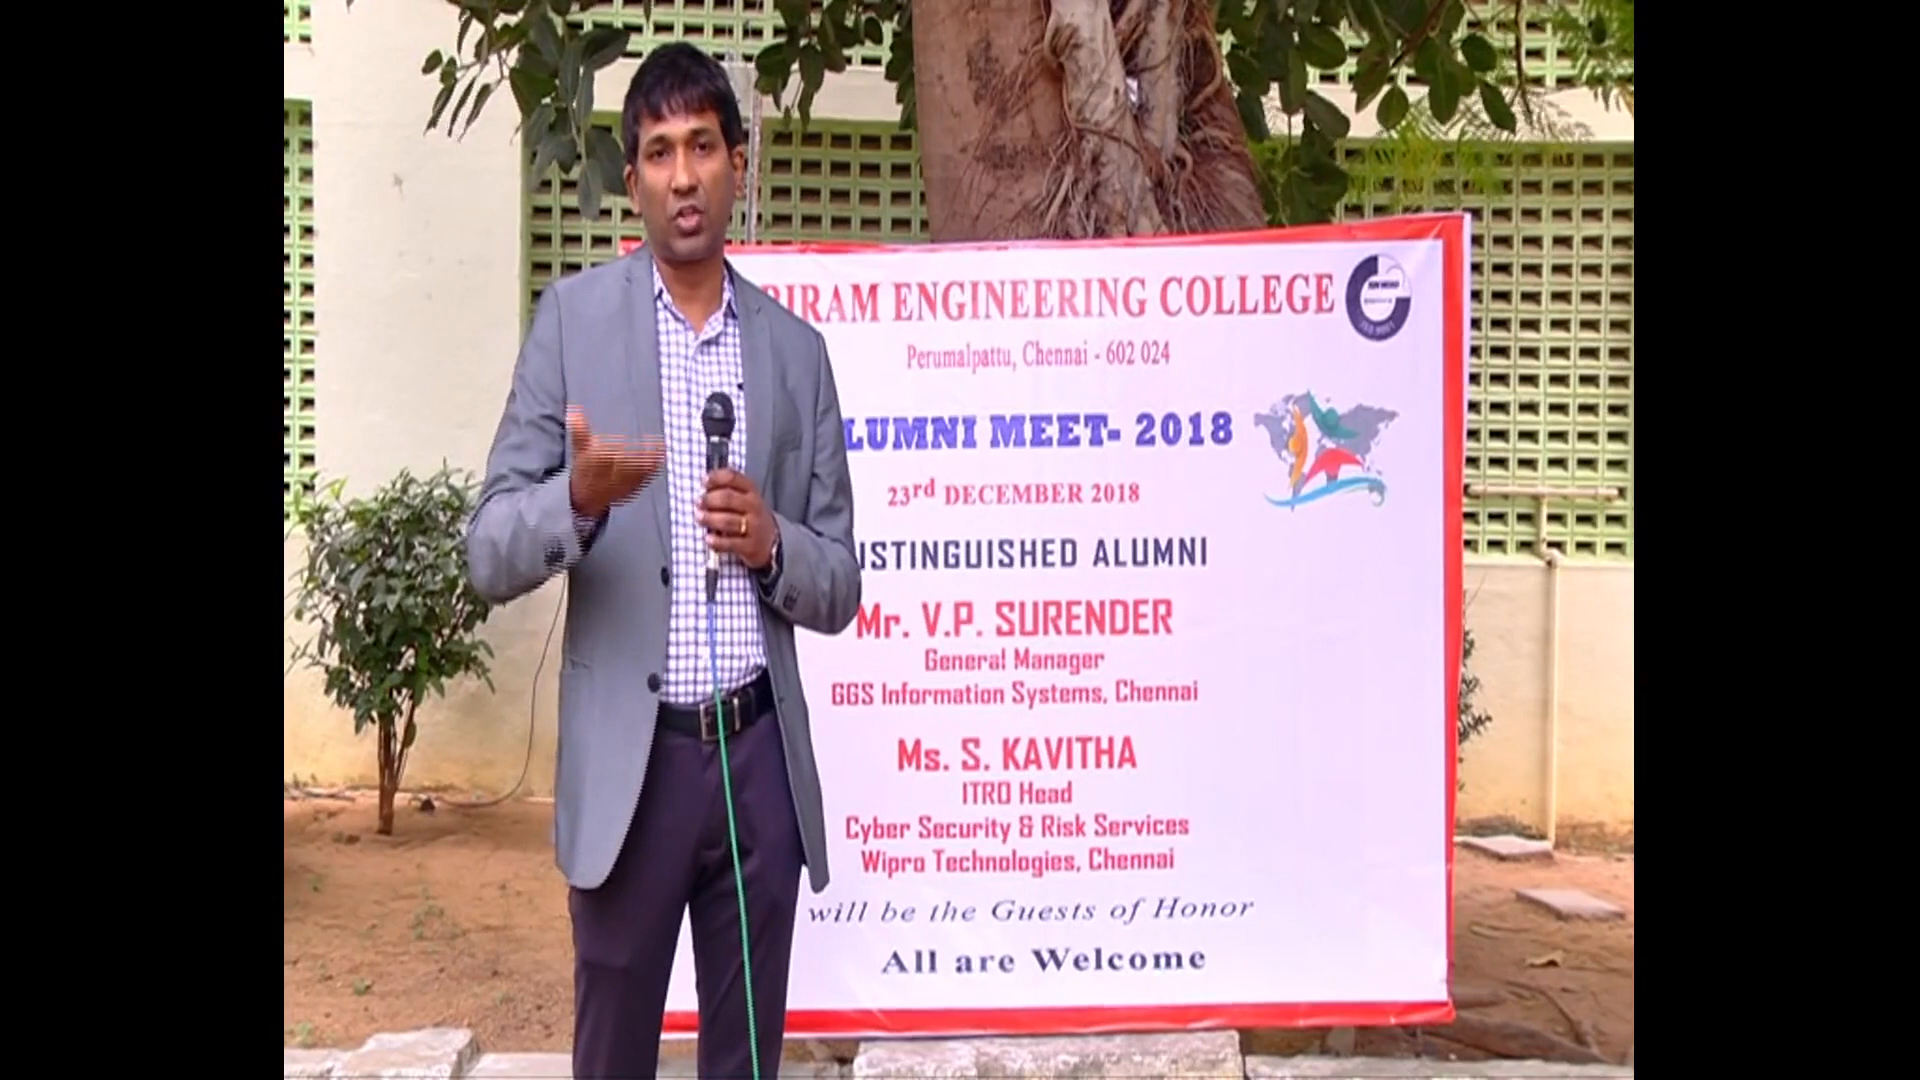 RIRAM ENGINEERING COLLEGE
Perumalpattu, Chennai - 602 024
LUMNI MEET- 2018
23rd DECEMBER 2018
ISTINGUISHED ALUMNI
Mr. V.P. SURENDER
General Manager
GGS Information Systems, Chennai
Ms. S. KAVITHA
ITRO Head
Cyber Security & Risk Services
Wipro Technologies, Chennai
will be the Guests of Honor
All are Welcome